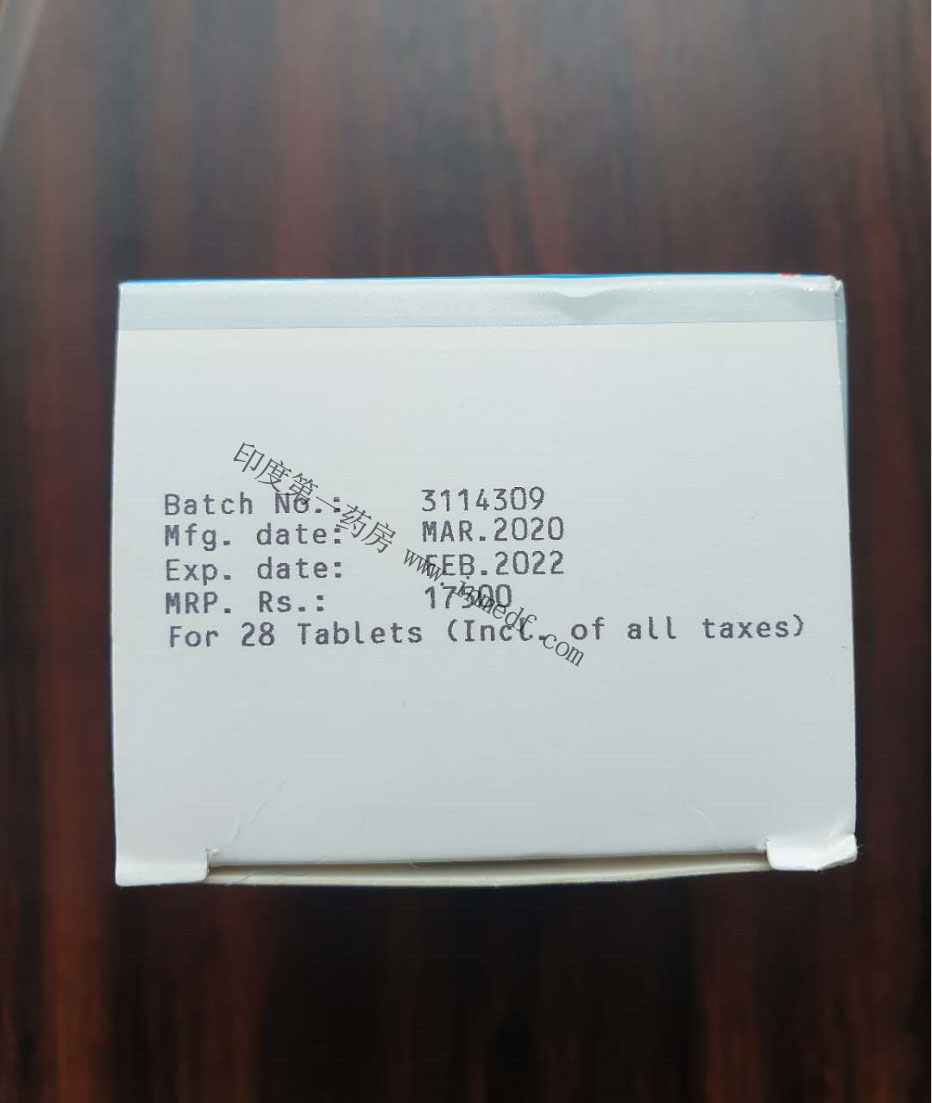 Batch No.: 3114309
Mfg. date: MAR.2020
Exp. date: FEB.2022
MRP. Rs.:
For 28 Tablets (Incl. of all taxes)
印度第一药房